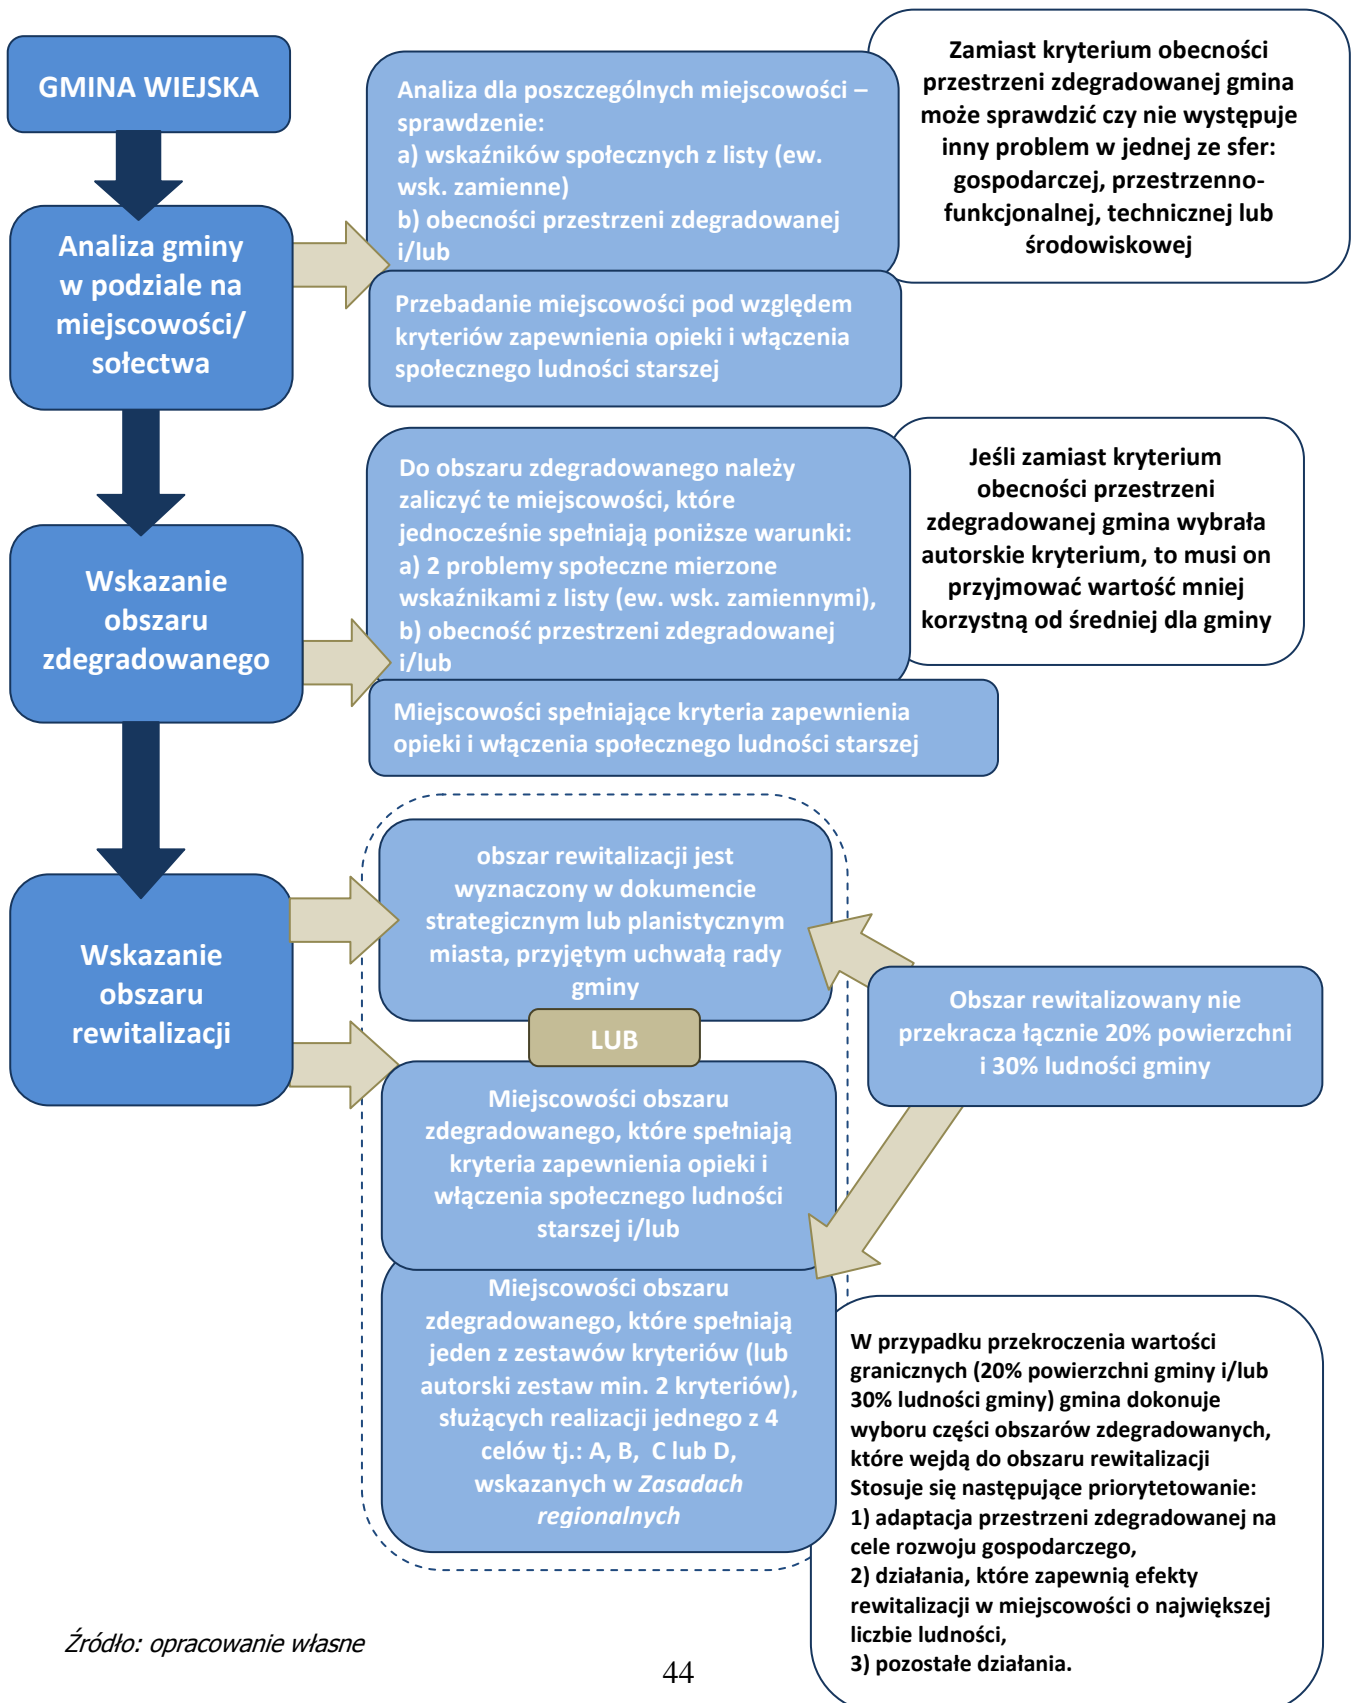 GMINA WIEJSKA
Analiza dla poszczególnych miejscowości –
sprawdzenie:
a) wskaźników społecznych z listy (ew.
wsk. zamienne)
b) obecności przestrzeni zdegradowanej
i/lub
Zamiast kryterium obecności
przestrzeni zdegradowanej gmina
może sprawdzić czy nie występuje
inny problem w jednej ze sfer:
gospodarczej, przestrzenno-
funkcjonalnej, technicznej lub
środowiskowej
Analiza gminy
w podziale na
miejscowości/
sołectwa
Przebadanie miejscowości pod względem
kryteriów zapewnienia opieki i włączenia
społecznego ludności starszej
Do obszaru zdegradowanego należy
zaliczyć te miejscowości, które
jednocześnie spełniają poniższe warunki:
a) 2 problemy społeczne mierzone
wskaźnikami z listy (ew. wsk. zamiennymi),
b) obecność przestrzeni zdegradowanej
i/lub
Jeśli zamiast kryterium
obecności przestrzeni
zdegradowanej gmina wybrała
autorskie kryterium, to musi on
przyjmować wartość mniej
korzystną od średniej dla gminy
Wskazanie
obszaru
zdegradowanego
Miejscowości spełniające kryteria zapewnienia
opieki i włączenia społecznego ludności starszej
obszar rewitalizacji jest
wyznaczony w dokumencie
strategicznym lub planistycznym
miasta, przyjętym uchwałą rady
gminy
Wskazanie
obszaru
rewitalizacji
LUB
Obszar rewitalizowany nie
przekracza łącznie 20% powierzchni
i 30% ludności gminy
Miejscowości obszaru
zdegradowanego, które spełniają
kryteria zapewnienia opieki i
włączenia społecznego ludności
starszej i/lub
Miejscowości obszaru
zdegradowanego, które spełniają
jeden z zestawów kryteriów (lub
autorski zestaw min. 2 kryteriów),
służących realizacji jednego z 4
celów tj.: A, B, C lub D,
wskazanych w Zasadach
regionalnych
W przypadku przekroczenia wartości
granicznych (20% powierzchni gminy i/lub
30% ludności gminy) gmina dokonuje
wyboru części obszarów zdegradowanych,
które wejdą do obszaru rewitalizacji
Stosuje się następujące priorytetowanie:
1) adaptacja przestrzeni zdegradowanej na
cele rozwoju gospodarczego,
2) działania, które zapewnią efekty
rewitalizacji w miejscowości o największej
liczbie ludności,
3) pozostałe działania.
Źródło: opracowanie własne
44